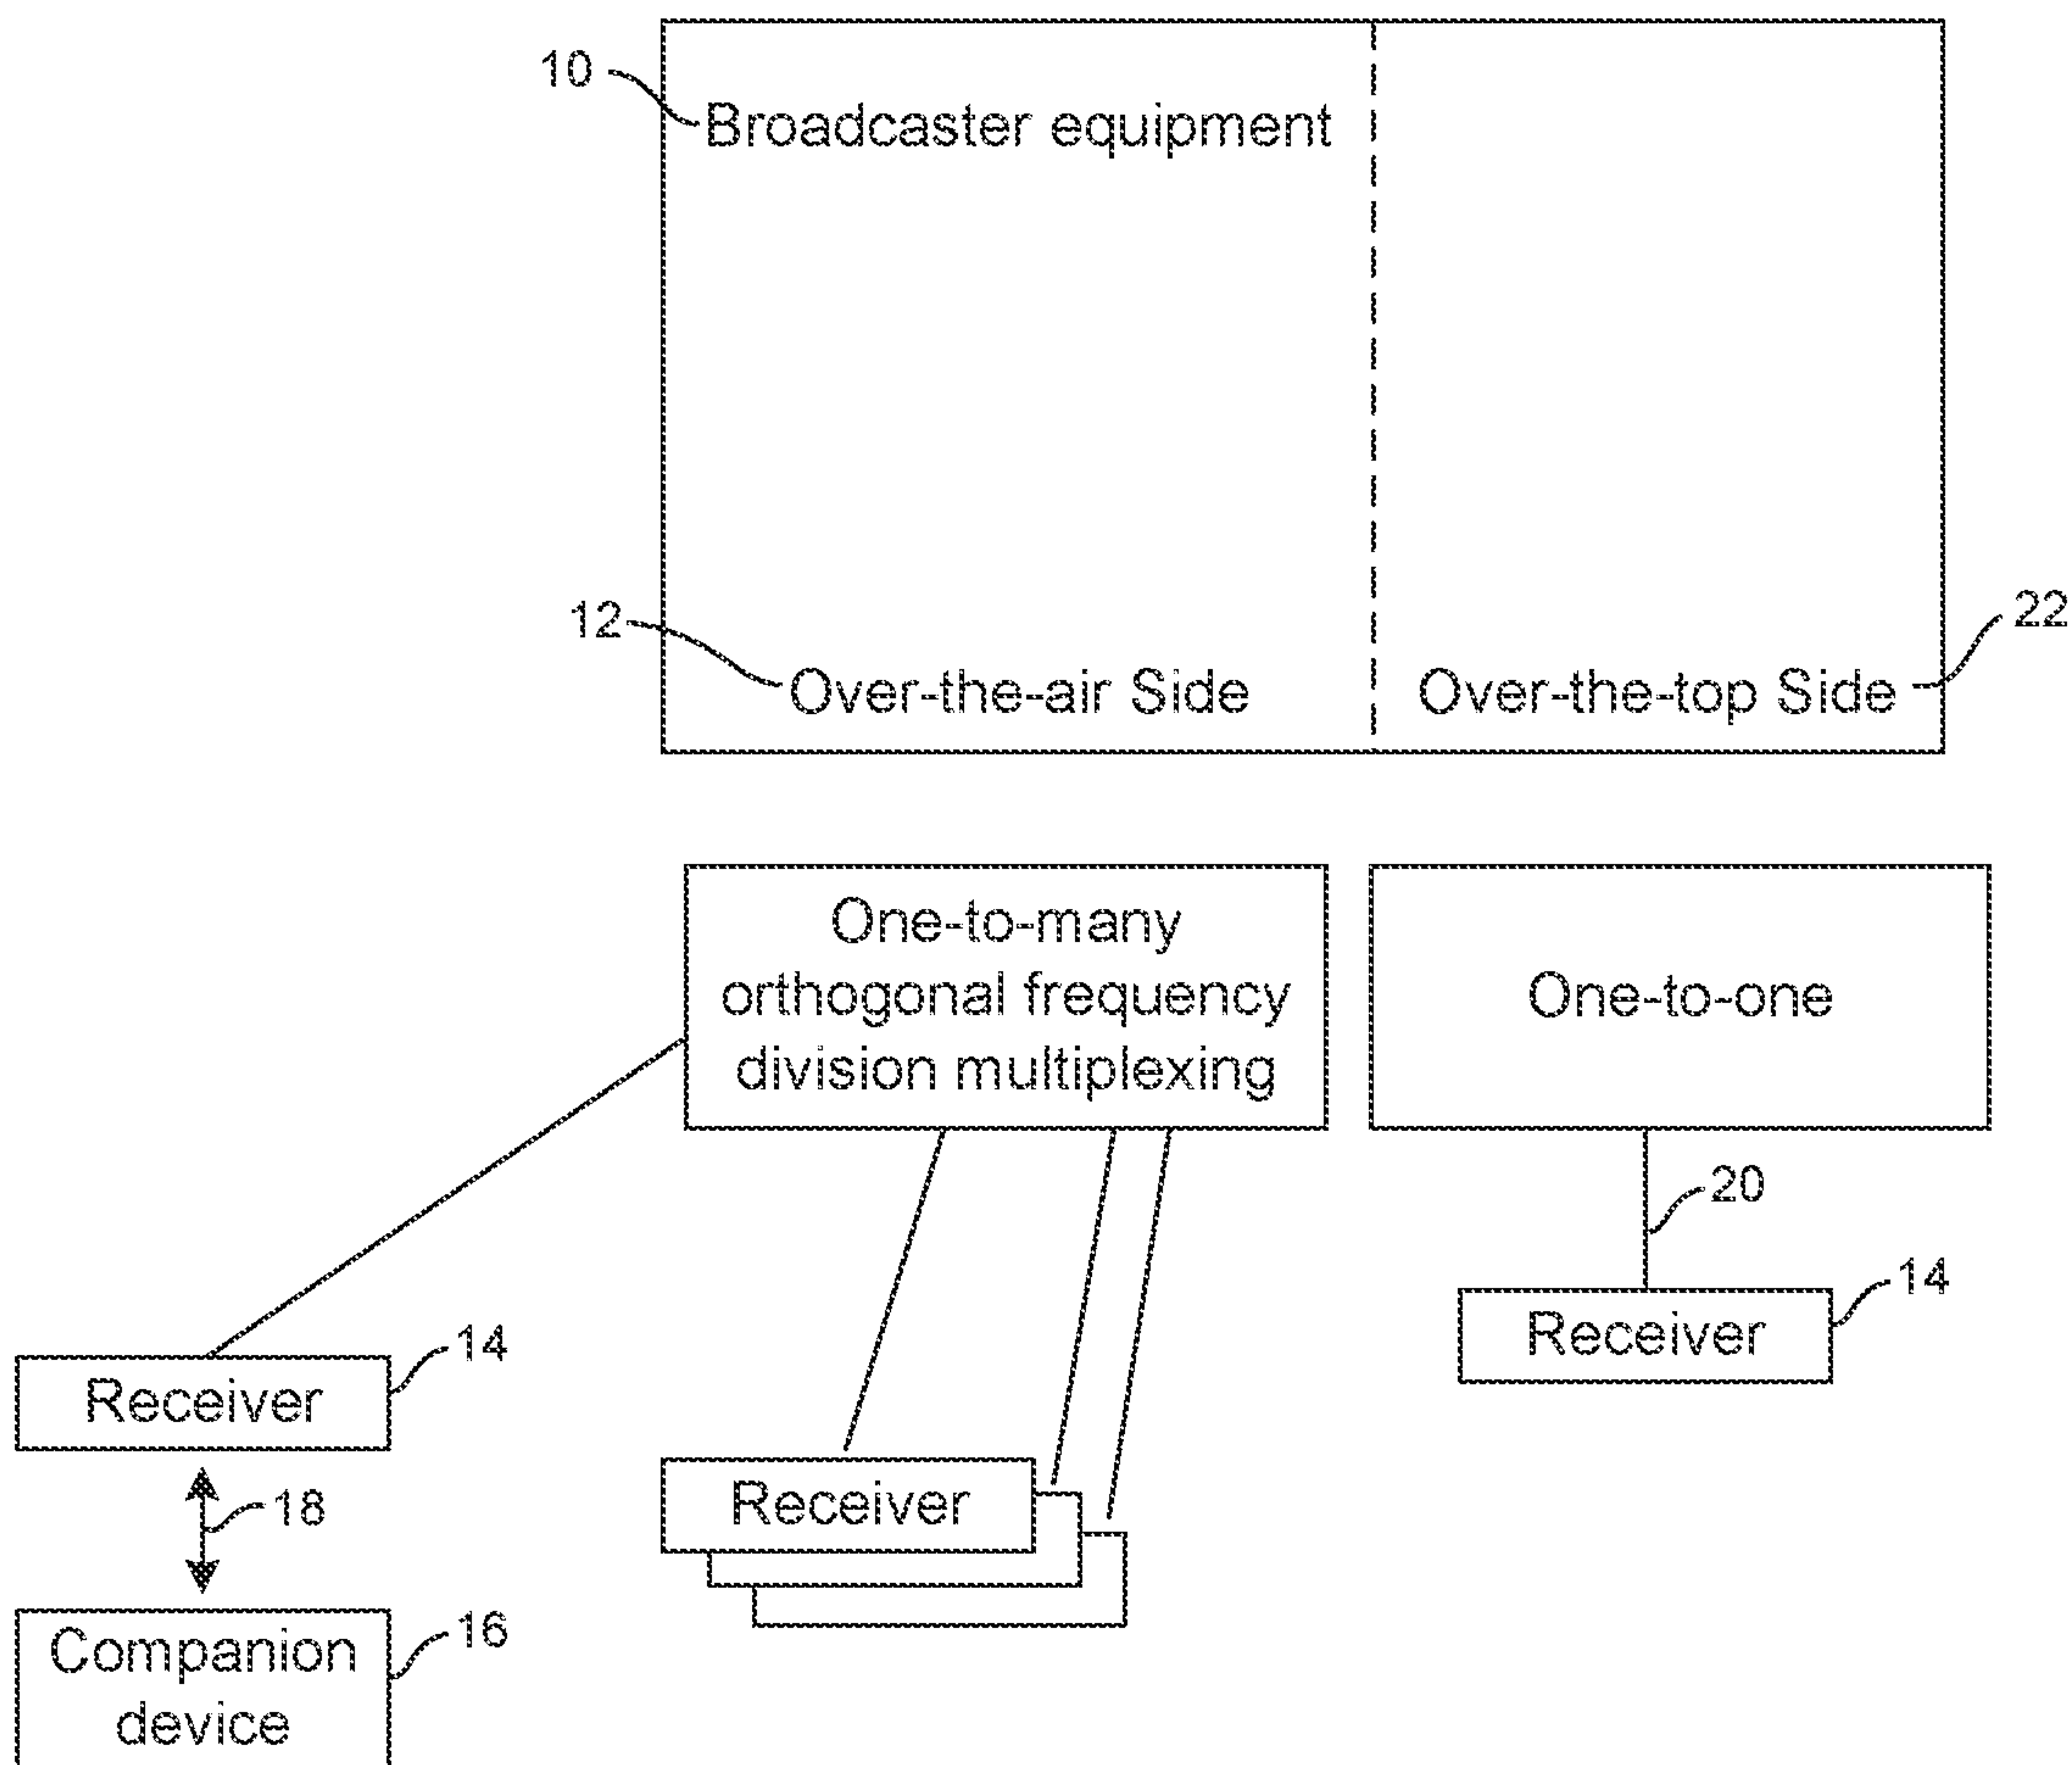 10
Broadcaster equipment
12
Over-the-air Side
Over-the-top Side
22
One-to-many
orthogonal frequency
division multiplexing
One-to-one
20
14
Receiver
14
Receiver
18
Receiver
16
Companion
device